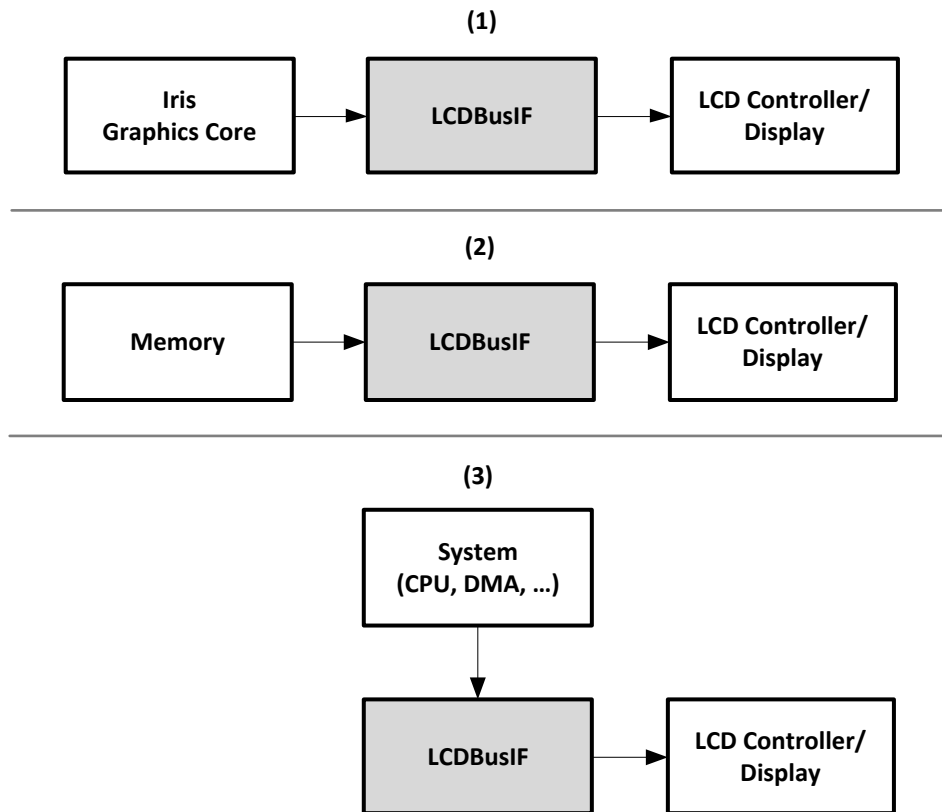 (1)
Iris
Graphics Core
LCDBusIF
LCD Controller/
Display
(2)
Memory
LCDBusIF
LCD Controller/
Display
(3)
System
(CPU, DMA, …)
LCDBusIF
LCD Controller/
Display